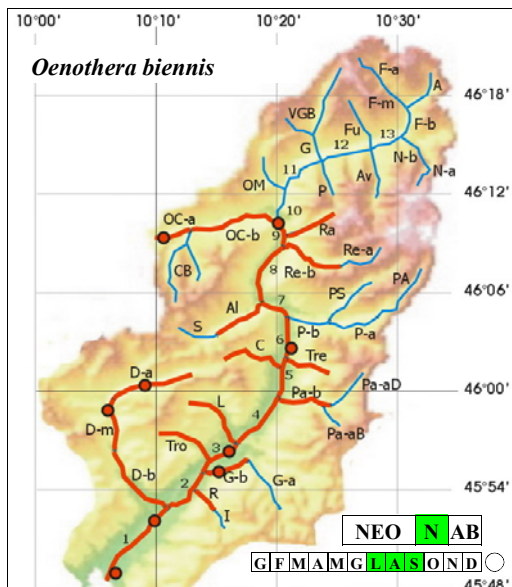 10°00' 10°10' 10°20' 10°30'
Oenothera biennis
F-a
A
46°18'
F-m
VGB
F-b
Fu
13
G
12
N-b
11
N-a
OM
P
Av
46°12'
10
OC-a
Ra
OC-b
9
Re-a
CB
8
Re-b
PA
PS
46°06'
7
Al
S
P-b
P-a
6
C
Tre
D-a
5
46°00'
Pa-b
Pa-aD
L
D-m
4
Pa-aB
Tro
3
D-b
G-b
G-a
2
R
45°54'
I
1
NEO N AB
G F M A M G L A S O N D
45°48'